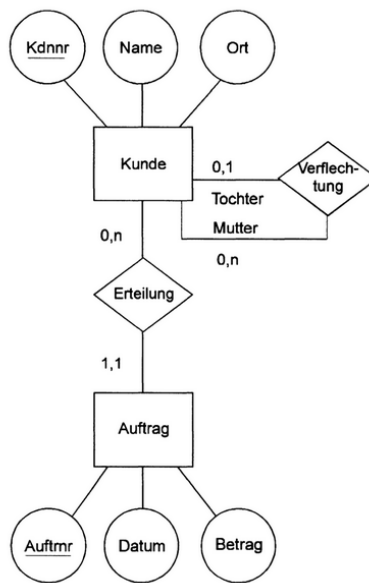 Kdnnr
Name
Ort
Kunde
0,1
Verflech-
tung
Tochter
Mutter
0,n
0,n
Erteilung
1,1
Auftrag
Auftrnr
Datum
Betrag